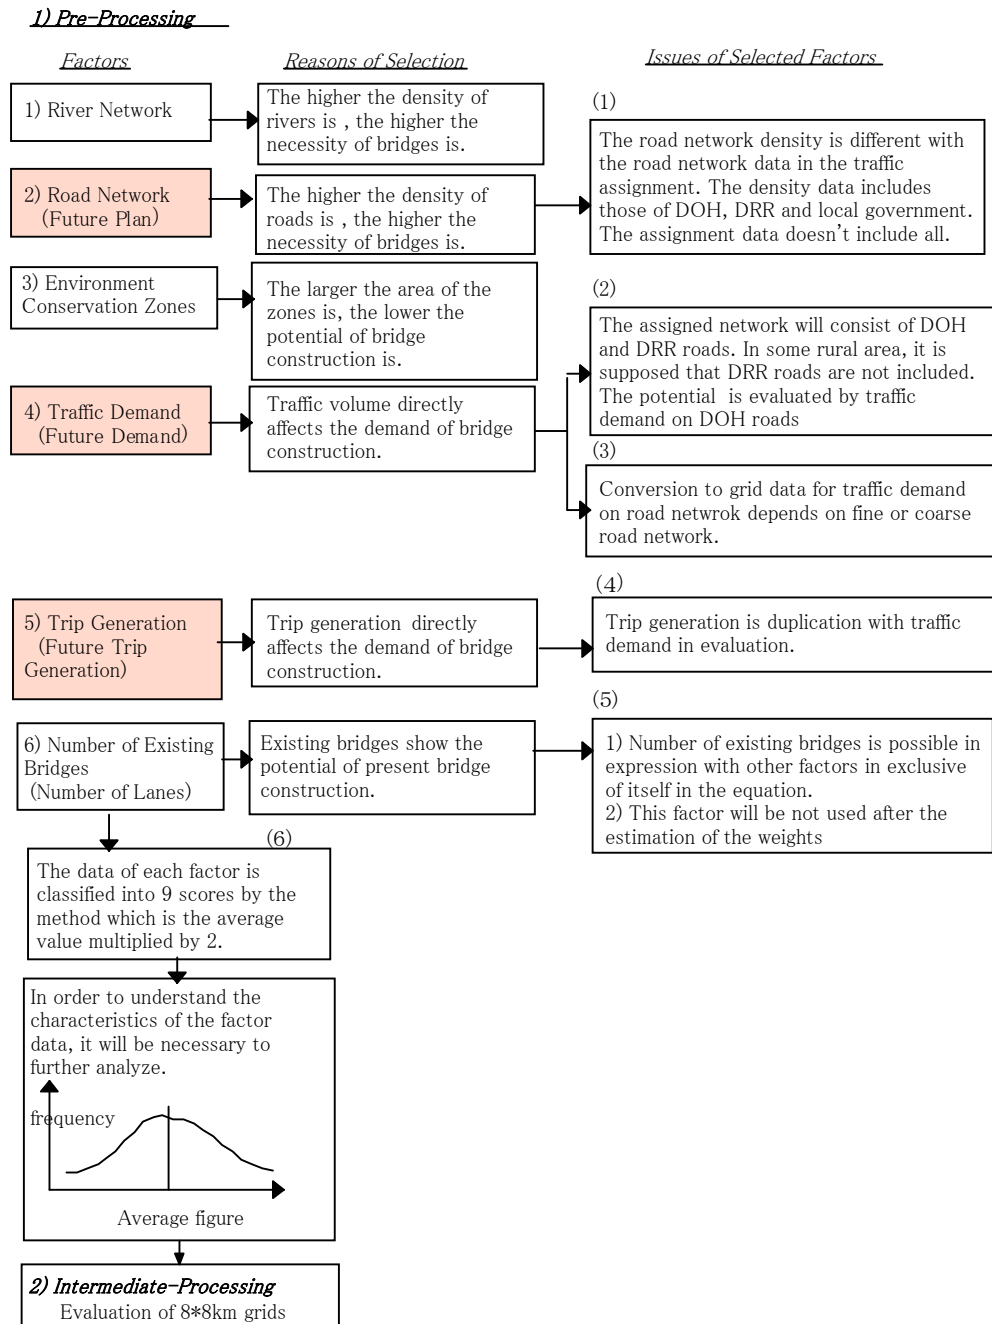 1) Pre-Processing
Factors
Reasons of Selection
Issues of Selected Factors
1) River Network
The higher the density of
rivers is , the higher the
necessity of bridges is.
(1)
The road network density is different with
the road network data in the traffic
assignment. The density data includes
those of DOH, DRR and local government.
The assignment data doesn't include all.
2) Road Network
(Future Plan)
The higher the density of
roads is , the higher the
necessity of bridges is.
3) Environment
Conservation Zones
The larger the area of the
zones is, the lower the
potential of bridge
construction is.
(2)
The assigned network will consist of DOH
and DRR roads. In some rural area, it is
supposed that DRR roads are not included.
The potential is evaluated by traffic
demand on DOH roads
4) Traffic Demand
(Future Demand)
Traffic volume directly
affects the demand of bridge
construction.
(3)
Conversion to grid data for traffic demand
on road netwrok depends on fine or coarse
road network.
(4)
5) Trip Generation
(Future Trip
Generation)
Trip generation directly
affects the demand of bridge
construction.
Trip generation is duplication with traffic
demand in evaluation.
(5)
6) Number of Existing
Bridges
(Number of Lanes)
Existing bridges show the
potential of present bridge
construction.
1) Number of existing bridges is possible in
expression with other factors in exclusive
of itself in the equation.
2) This factor will be not used after the
estimation of the weights
(6)
The data of each factor is
classified into 9 scores by the
method which is the average
value multiplied by 2.
In order to understand the
characteristics of the factor
data, it will be necessary to
further analyze.
frequency
Average figure
2) Intermediate-Processing
Evaluation of 8*8km grids